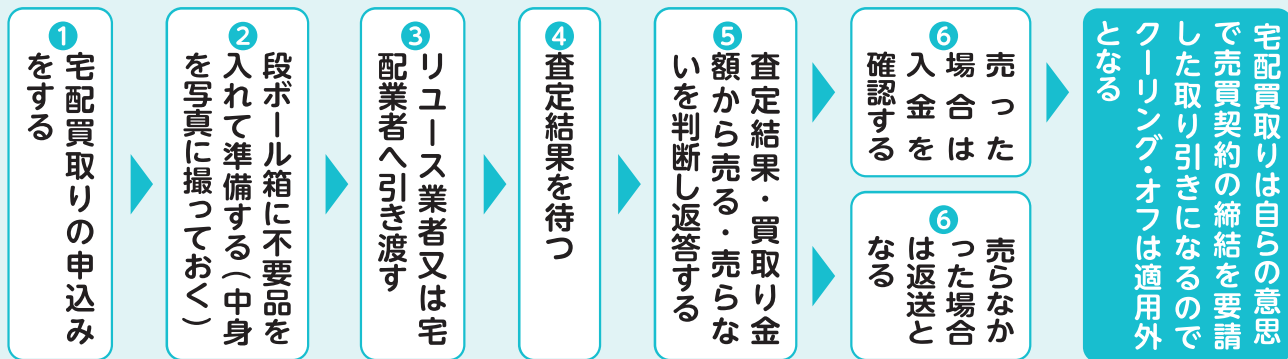 ❶
宅配買取りの申込み
をする
❷
段ボール箱に不要品を
入れて準備する（中身
を写真に撮っておく）
❸
リユース業者又は宅
配業者へ引き渡す
❹
査定結果を待つ
❺
査定結果・買取り金
額から売る・売らな
いを判断し返答する
❻
売った
場合は
入金を
確認する
❻
売らなか
った場合
は返送と
なる
宅配買取りは自らの意思
で売買契約の締結を要請
した取り引きになるので
クーリング・オフは適用外
となる